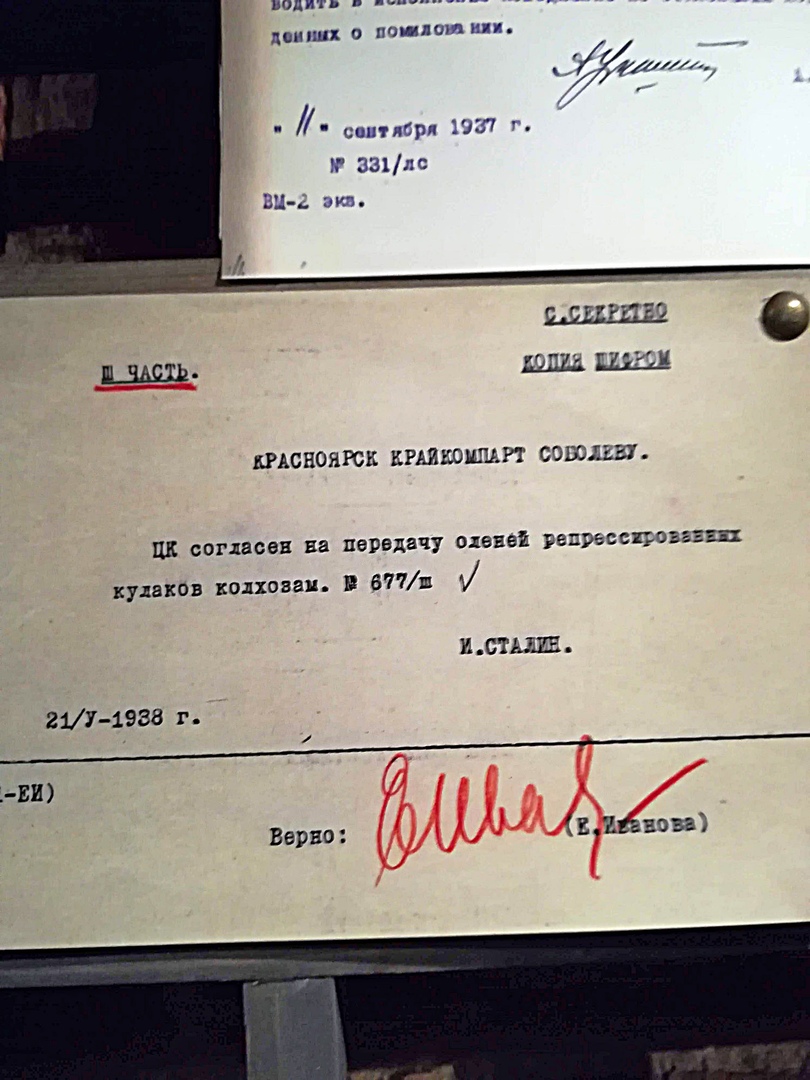 денных о помиловании.
" 11 " сентября 1937 г.
№ 331/лс
ВМ-2 экз.
С.СЕКРЕТНО
Ш ЧАСТЬ.
КОПИЯ ШИФРОМ
КРАСНОЯРСК КРАЙКОМПАРТ СОБОЛЕВУ.
ЦК согласен на передачу оленей репрессированных
кулаков колхозам. № 677/ш
И.СТАЛИН.
21/У-1938 г.
-ЕИ)
Верно:
(Е.Иванова)